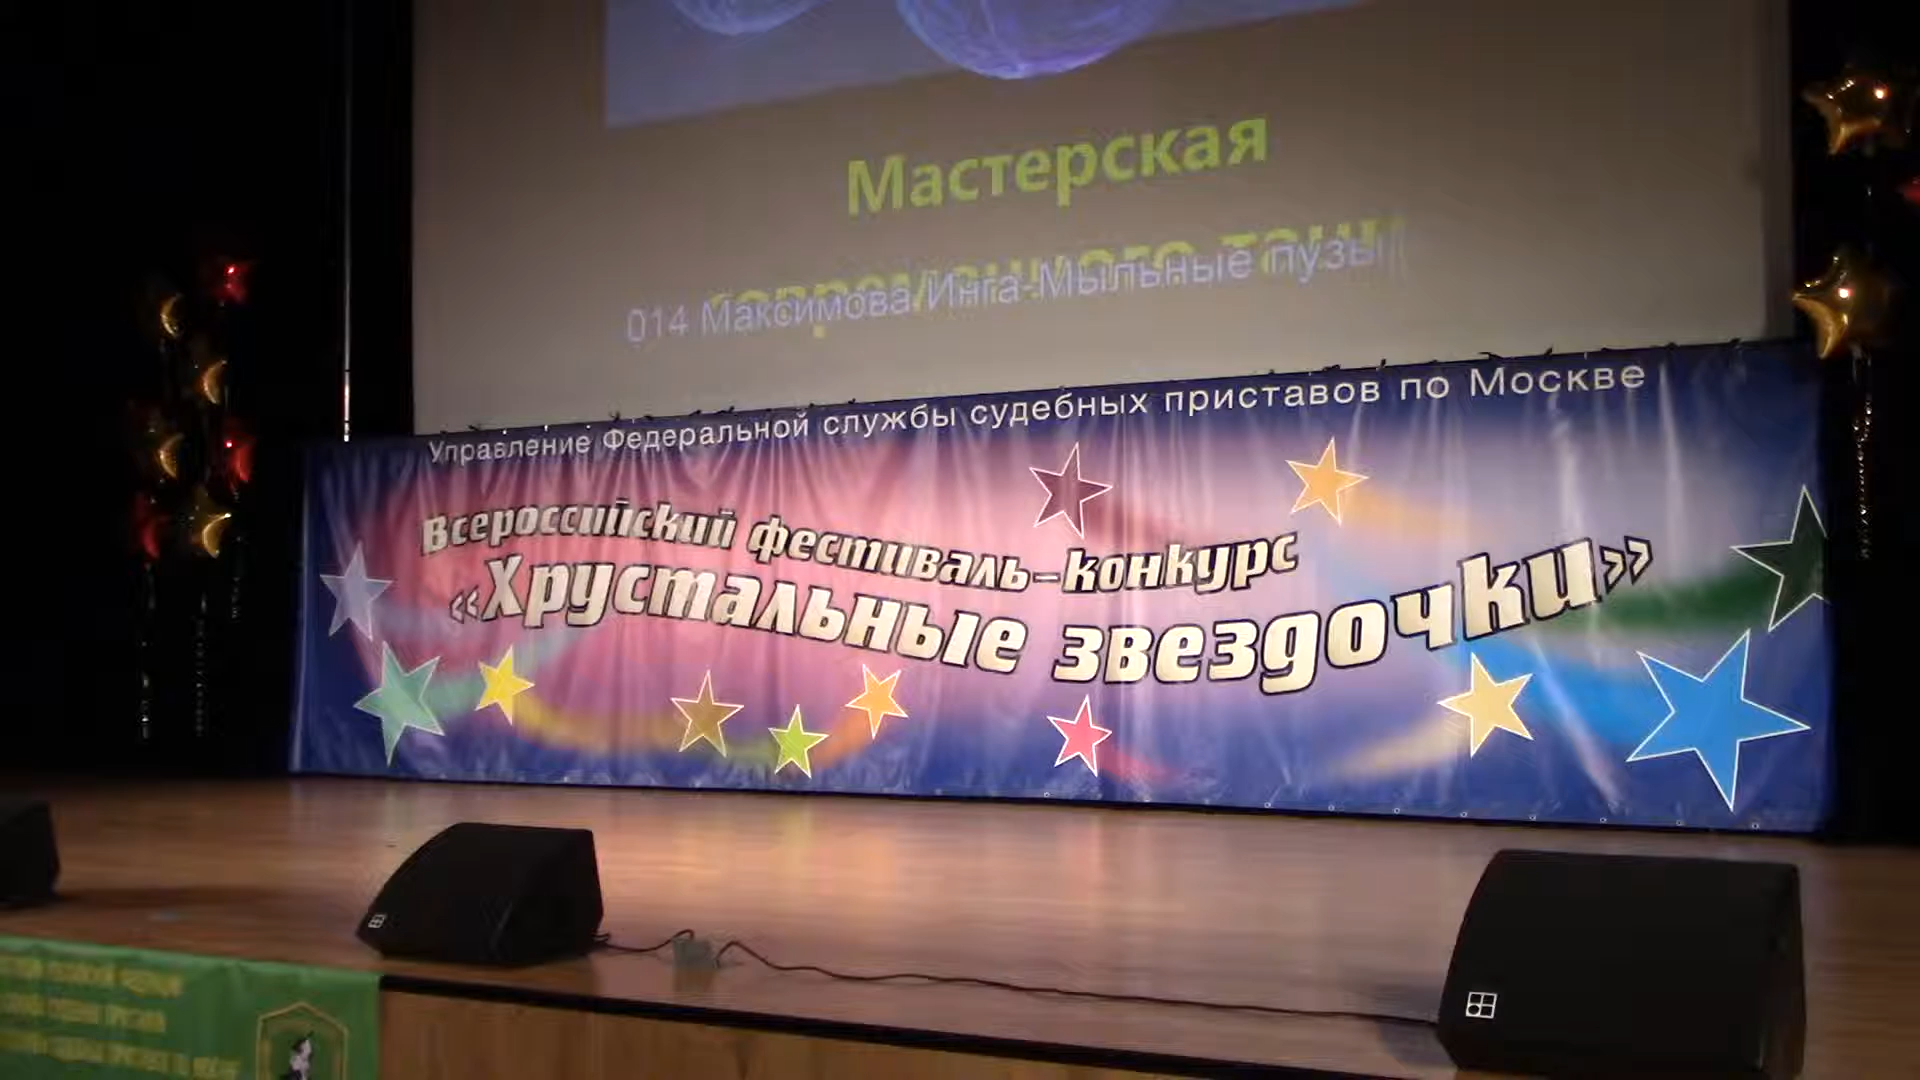 Мастерская
014 Максимова Инга-Мыльные пузы
Управление Федеральной службы судебных приставов по Москве
Всероссийский фестиваль-конкурс
«Хрустальные звездочки»